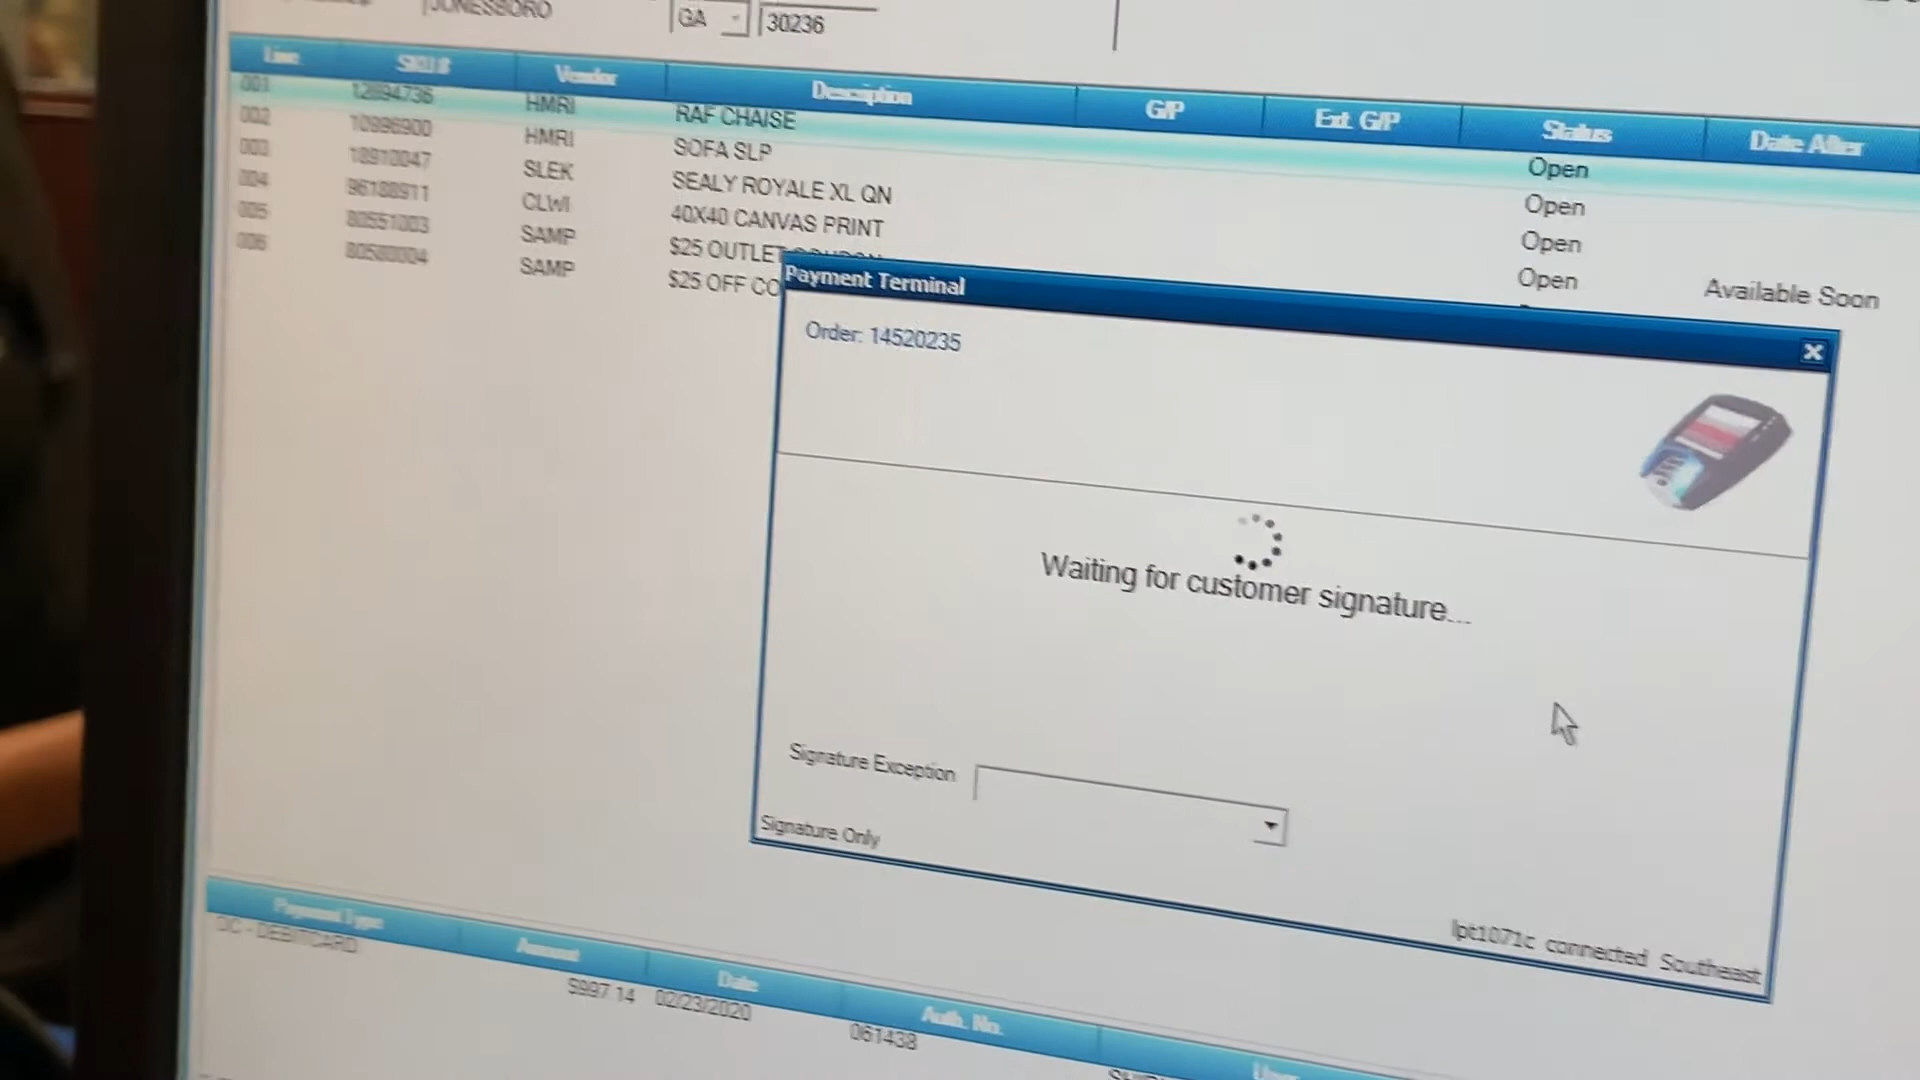 JONESBORO GA 30236
Line SKU# Vendor Description G/P Ext. G/P Status Date After
001 12894736 HMRI RAF CHAISE Open
002 10986900 HMRI SOFA SLP Open
003 10910047 SLEK SEALY ROYALE XL QN Open
004 96188911 CLWI 40X40 CANVAS PRINT Open Available Soon
005 80551003 SAMP $25 OUTLET COUPON
006 80580004 SAMP $25 OFF CO
Payment Terminal
Order: 14520235
Waiting for customer signature...
Signature Exception
Signature Only
lpt1071c connected Southeast
Payment Type Amount Date Auth. No. User
DC - DEBITCARD $997.14 02/23/2020 061438